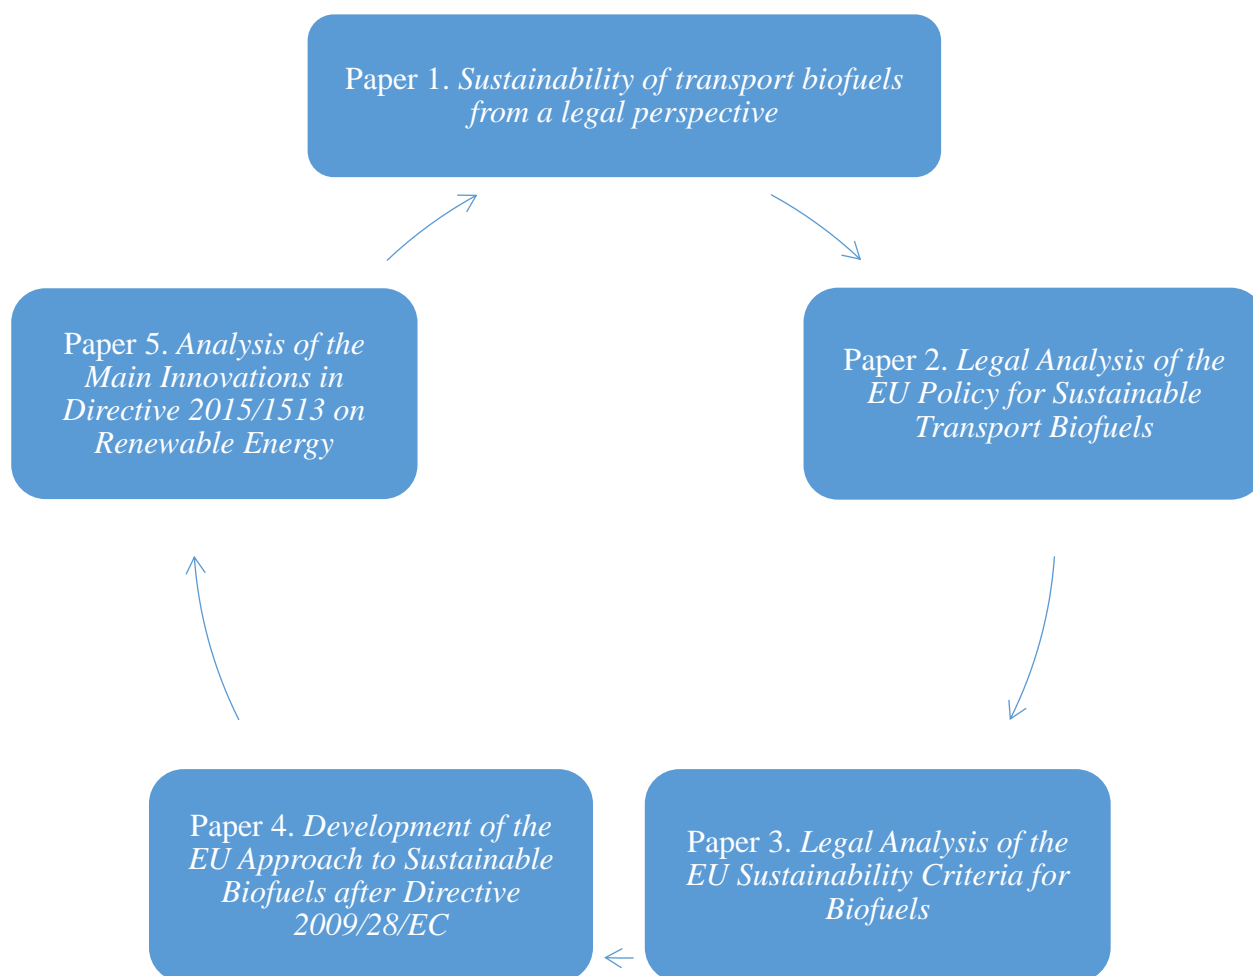 Paper 1. Sustainability of transport biofuels
from a legal perspective
Paper 2. Legal Analysis of the
EU Policy for Sustainable
Transport Biofuels
Paper 3. Legal Analysis of the
EU Sustainability Criteria for
Biofuels
Paper 4. Development of the
EU Approach to Sustainable
Biofuels after Directive
2009/28/EC
Paper 5. Analysis of the
Main Innovations in
Directive 2015/1513 on
Renewable Energy